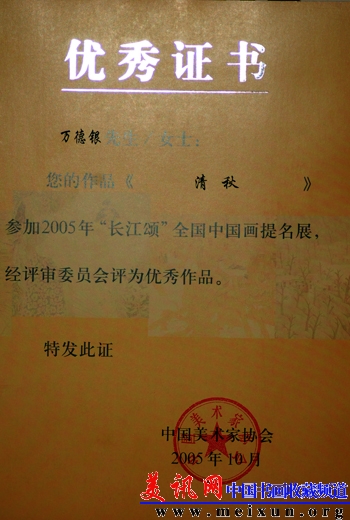 优秀证书
万德银 先生、女士:
您的作品《 清秋 》
参加2005年“长江颂”全国中国画提名展,
经评审委员会评为优秀作品。
特发此证
中国美术家协会
2005年10月
美讯网 中国书画收藏频道
www.meixun.net